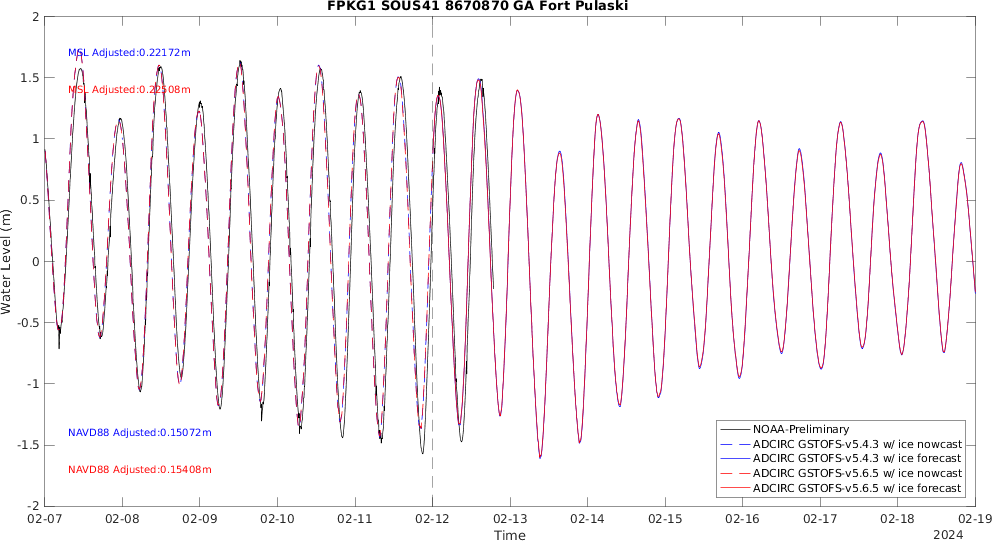 FPKG1 SOUS41 8670870 GA Fort Pulaski
2
1.5
1
0.5
0
-0.5
-1
-1.5
-2
Water Level (m)
MSL Adjusted:0.22172m
MSL Adjusted:0.22508m
NAVD88 Adjusted:0.15072m
NAVD88 Adjusted:0.15408m
NOAA-Preliminary
ADCIRC GSTOFS-v5.4.3 w/ ice nowcast
ADCIRC GSTOFS-v5.4.3 w/ ice forecast
ADCIRC GSTOFS-v5.6.5 w/ ice nowcast
ADCIRC GSTOFS-v5.6.5 w/ ice forecast
02-07 02-08 02-09 02-10 02-11 02-12 02-13 02-14 02-15 02-16 02-17 02-18 02-19
Time
2024